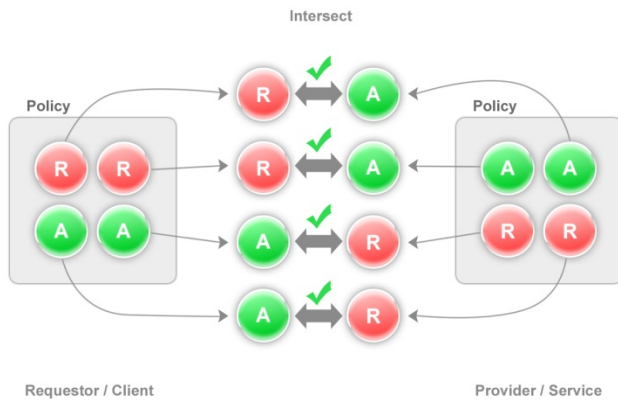 Intersect
R A
Policy Policy
R R R A A A
A A A R R R
A R
Requestor / Client Provider / Service